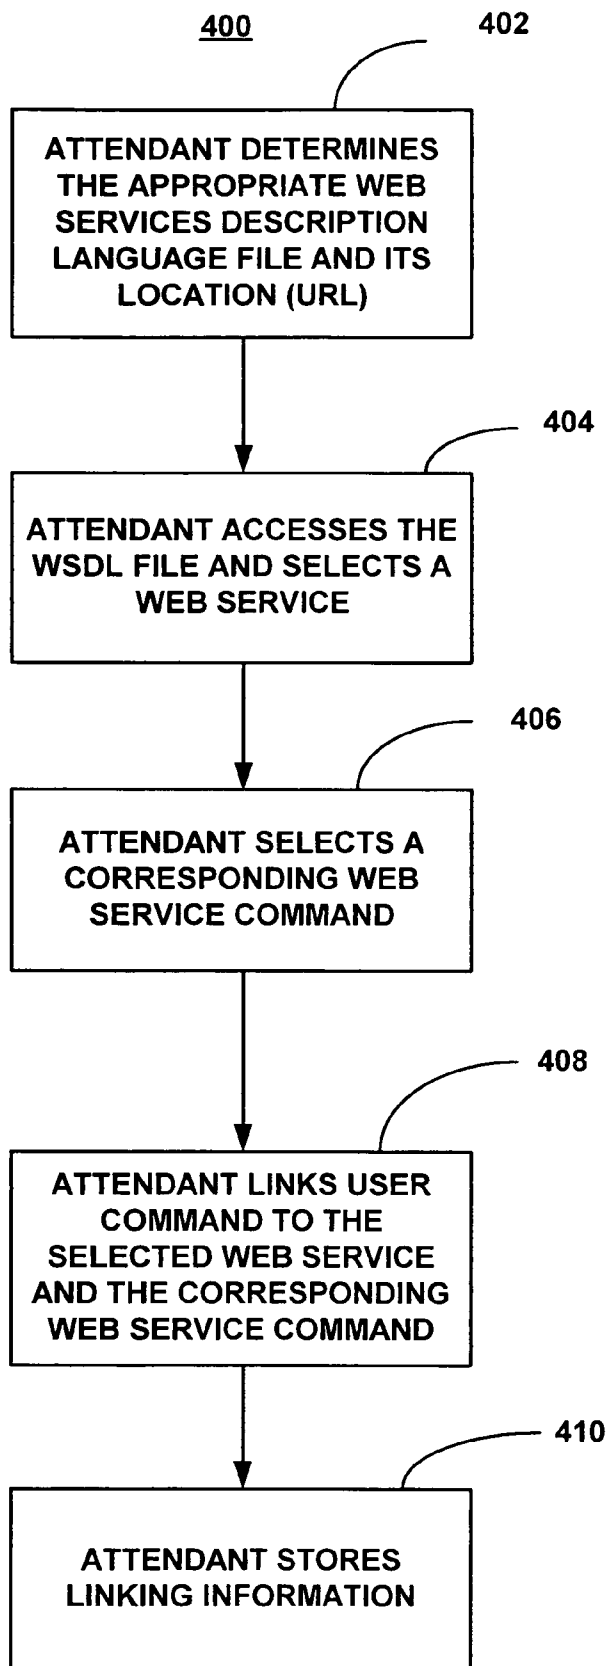 400
402
ATTENDANT DETERMINES
THE APPROPRIATE WEB
SERVICES DESCRIPTION
LANGUAGE FILE AND ITS
LOCATION (URL)
404
ATTENDANT ACCESSES THE
WSDL FILE AND SELECTS A
WEB SERVICE
406
ATTENDANT SELECTS A
CORRESPONDING WEB
SERVICE COMMAND
408
ATTENDANT LINKS USER
COMMAND TO THE
SELECTED WEB SERVICE
AND THE CORRESPONDING
WEB SERVICE COMMAND
410
ATTENDANT STORES
LINKING INFORMATION